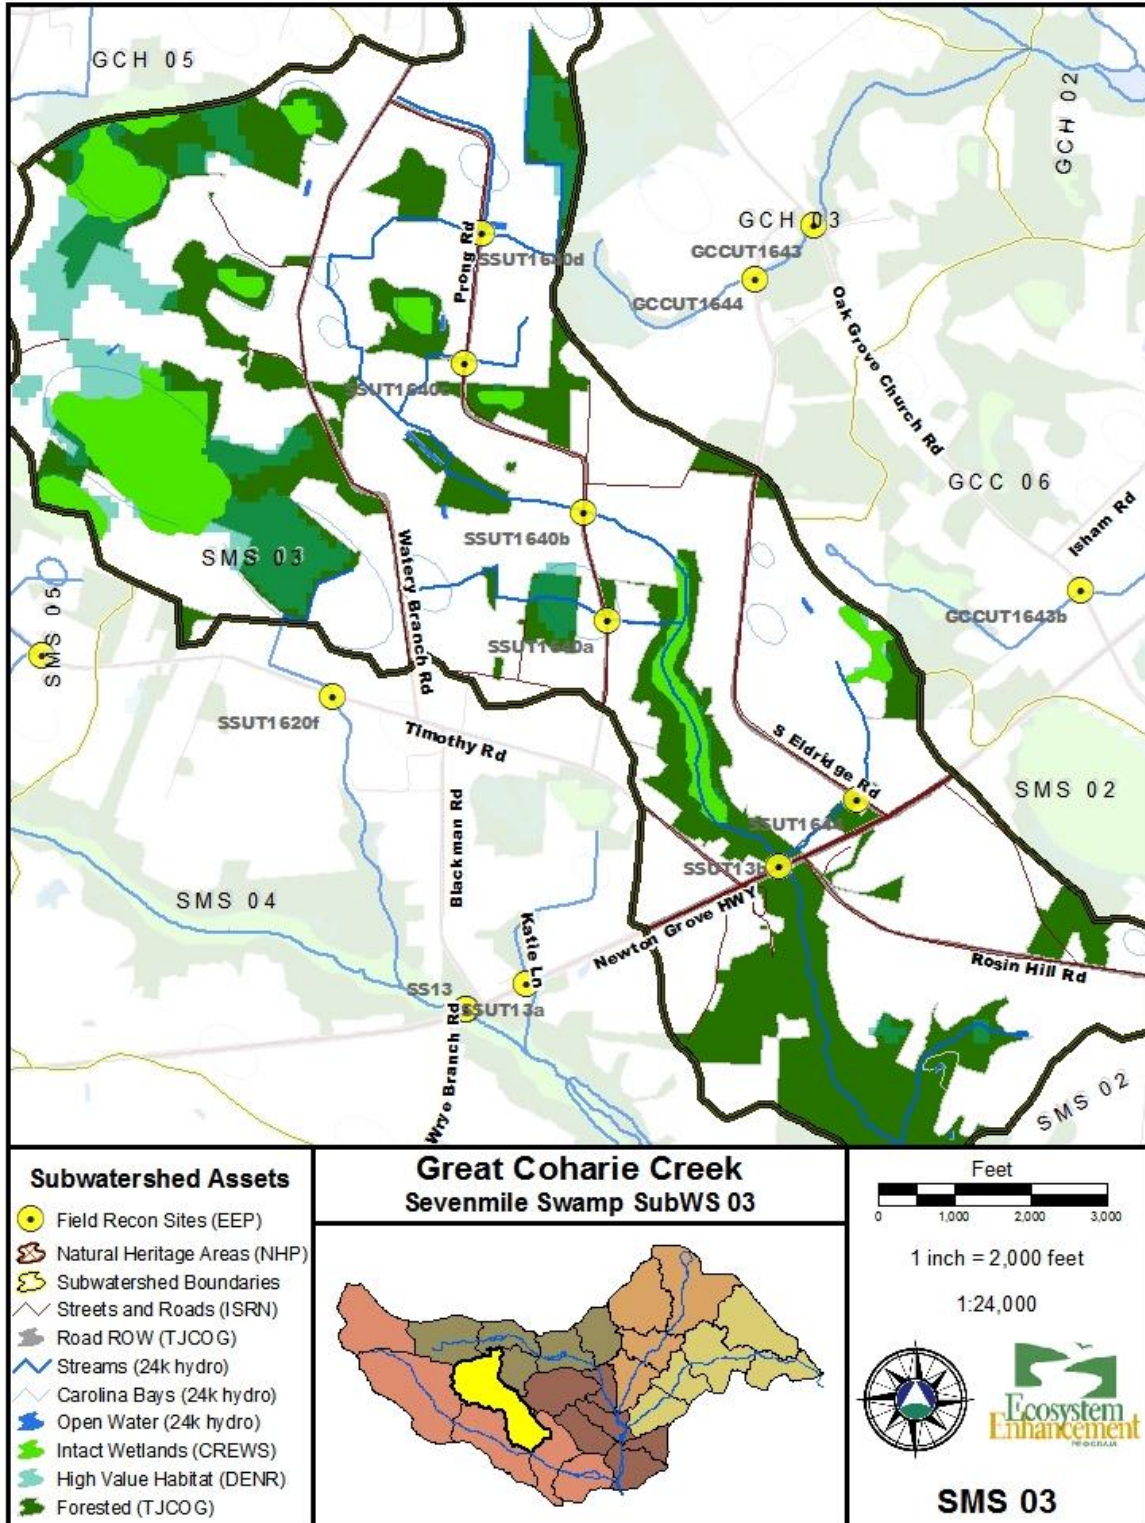 GCH 05
GCH 02
GCH 03
GCCUT1643
GCCUT1644
Prong Rd
SSUT1640d
Oak Grove Church Rd
SSUT1640c
GCC 06
Isham Rd
SSUT1640b
Watery Branch Rd
SMS 03
SMS 05
GCCUT1643b
SSUT1640a
SSUT1620f
Timothy Rd
S Eldridge Rd
SMS 02
Blackman Rd
SSUT1644
SSUT13b
SMS 04
Katie Ln
Newton Grove HWY
Rosin Hill Rd
SS13
SSUT13a
Wrye Branch Rd
SMS 02
Subwatershed Assets
Field Recon Sites (EEP)
Natural Heritage Areas (NHP)
Subwatershed Boundaries
Streets and Roads (ISRN)
Road ROW (TJCOG)
Streams (24k hydro)
Carolina Bays (24k hydro)
Open Water (24k hydro)
Intact Wetlands (CREWS)
High Value Habitat (DENR)
Forested (TJCOG)
Great Coharie Creek
Sevenmile Swamp SubWS 03
Feet
0 1,000 2,000 3,000
1 inch = 2,000 feet
1:24,000
Ecosystem
Enhancement
PROGRAM
SMS 03